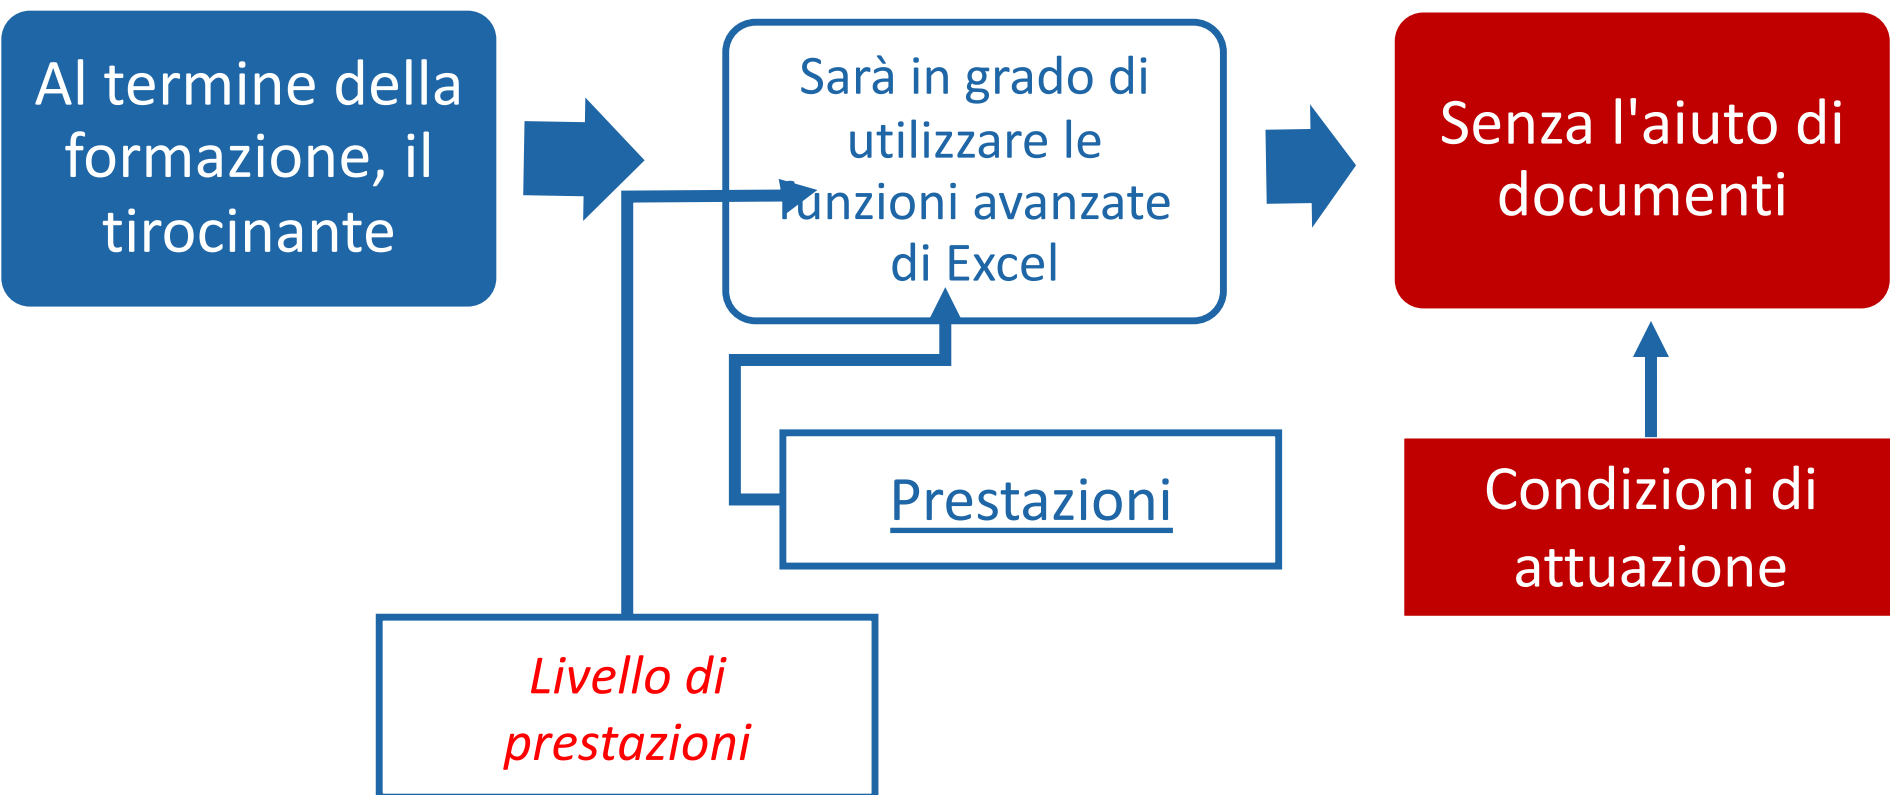 Al termine della
formazione, il
tirocinante
Sarà in grado di
utilizzare le
funzioni avanzate
di Excel
Senza l'aiuto di
documenti
Prestazioni
Condizioni di
attuazione
Livello di
prestazioni